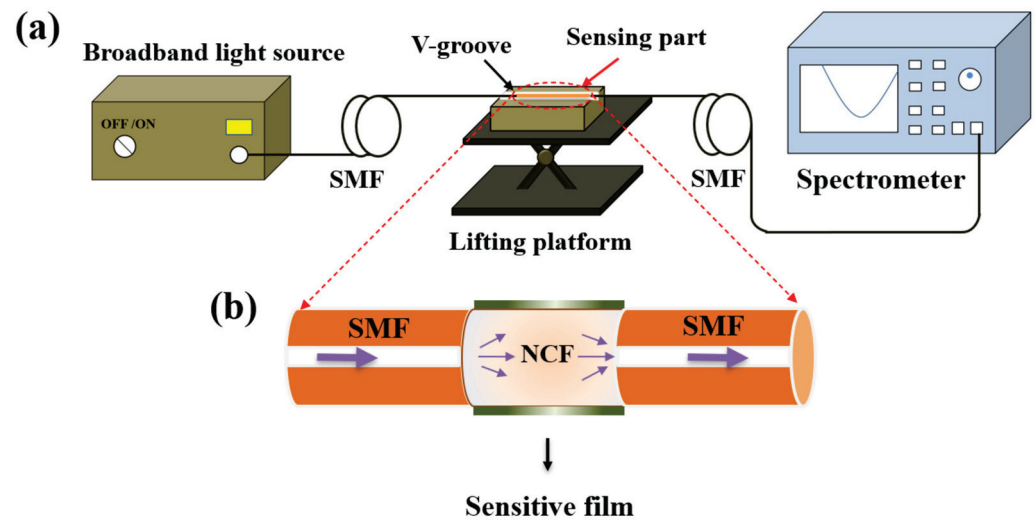 (a)
Broadband light source
V-groove
Sensing part
OFF /ON
SMF
SMF
Spectrometer
Lifting platform
(b)
SMF
NCF
SMF
Sensitive film